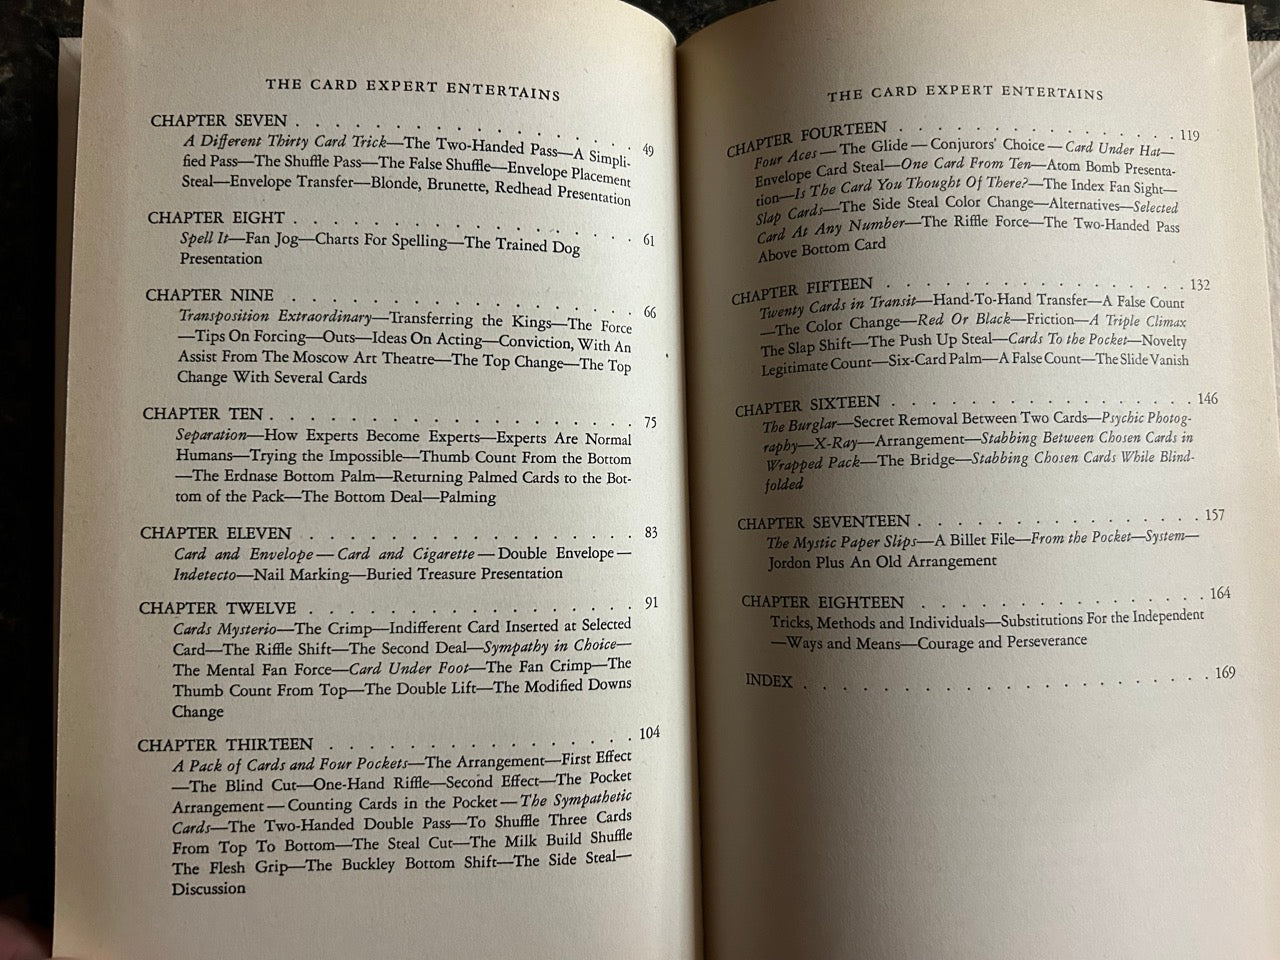 THE CARD EXPERT ENTERTAINS
CHAPTER SEVEN . . . . . . . . . . . . . . . . 49
A Different Thirty Card Trick—The Two-Handed Pass—A Simpli-
fied Pass—The Shuffle Pass—The False Shuffle—Envelope Placement
Steal—Envelope Transfer—Blonde, Brunette, Redhead Presentation
CHAPTER EIGHT . . . . . . . . . . . . . . . . 61
Spell It—Fan Jog—Charts For Spelling—The Trained Dog
Presentation
CHAPTER NINE . . . . . . . . . . . . . . . . 66
Transposition Extraordinary—Transferring the Kings—The Force
—Tips On Forcing—Outs—Ideas On Acting—Conviction, With An
Assist From The Moscow Art Theatre—The Top Change—The Top
Change With Several Cards
CHAPTER TEN . . . . . . . . . . . . . . . . 75
Separation—How Experts Become Experts—Experts Are Normal
Humans—Trying the Impossible—Thumb Count From the Bottom
—The Erdnase Bottom Palm—Returning Palmed Cards to the Bot-
tom of the Pack—The Bottom Deal—Palming
CHAPTER ELEVEN . . . . . . . . . . . . . . . . 83
Card and Envelope—Card and Cigarette—Double Envelope—
Indetecto—Nail Marking—Buried Treasure Presentation
CHAPTER TWELVE . . . . . . . . . . . . . . . . 91
Cards Mysterio—The Crimp—Indifferent Card Inserted at Selected
Card—The Riffle Shift—The Second Deal—Sympathy in Choice—
The Mental Fan Force—Card Under Foot—The Fan Crimp—The
Thumb Count From Top—The Double Lift—The Modified Downs
Change
CHAPTER THIRTEEN . . . . . . . . . . . . . . . . 104
A Pack of Cards and Four Pockets—The Arrangement—First Effect
—The Blind Cut—One-Hand Riffle—Second Effect—The Pocket
Arrangement—Counting Cards in the Pocket—The Sympathetic
Cards—The Two-Handed Double Pass—To Shuffle Three Cards
From Top To Bottom—The Steal Cut—The Milk Build Shuffle
The Flesh Grip—The Buckley Bottom Shift—The Side Steal—
Discussion
THE CARD EXPERT ENTERTAINS
CHAPTER FOURTEEN . . . . . . . . . . . . . . . . 119
Four Aces—The Glide—Conjurors' Choice—Card Under Hat—
Envelope Card Steal—One Card From Ten—Atom Bomb Presenta-
tion—Is The Card You Thought Of There?—The Index Fan Sight—
Slap Cards—The Side Steal Color Change—Alternatives—Selected
Card At Any Number—The Riffle Force—The Two-Handed Pass
Above Bottom Card
CHAPTER FIFTEEN . . . . . . . . . . . . . . . . 132
Twenty Cards in Transit—Hand-To-Hand Transfer—A False Count
—The Color Change—Red Or Black—Friction—A Triple Climax
The Slap Shift—The Push Up Steal—Cards To the Pocket—Novelty
Legitimate Count—Six-Card Palm—A False Count—The Slide Vanish
CHAPTER SIXTEEN . . . . . . . . . . . . . . . . 146
The Burglar—Secret Removal Between Two Cards—Psychic Photog-
raphy—X-Ray—Arrangement—Stabbing Between Chosen Cards in
Wrapped Pack—The Bridge—Stabbing Chosen Cards While Blind-
folded
CHAPTER SEVENTEEN . . . . . . . . . . . . . . . . 157
The Mystic Paper Slips—A Billet File—From the Pocket—System—
Jordon Plus An Old Arrangement
CHAPTER EIGHTEEN . . . . . . . . . . . . . . . . 164
Tricks, Methods and Individuals—Substitutions For the Independent
—Ways and Means—Courage and Perseverance
INDEX . . . . . . . . . . . . . . . . 169